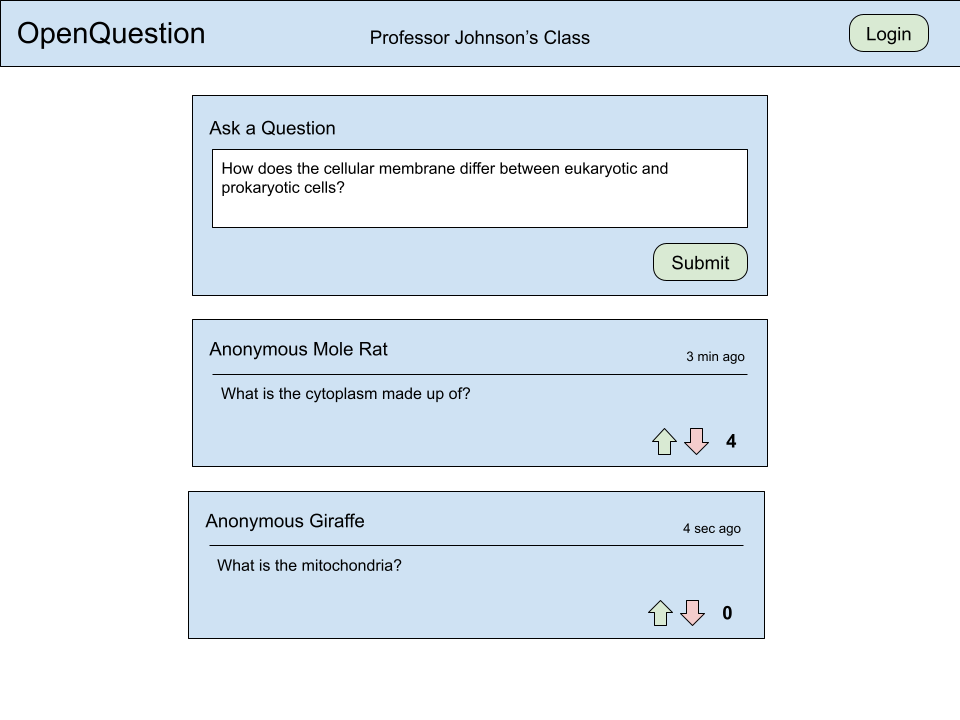 OpenQuestion
Professor Johnson's Class
Login
Ask a Question
How does the cellular membrane differ between eukaryotic and
prokaryotic cells?
Submit
Anonymous Mole Rat
3 min ago
What is the cytoplasm made up of?
4
Anonymous Giraffe
4 sec ago
What is the mitochondria?
0